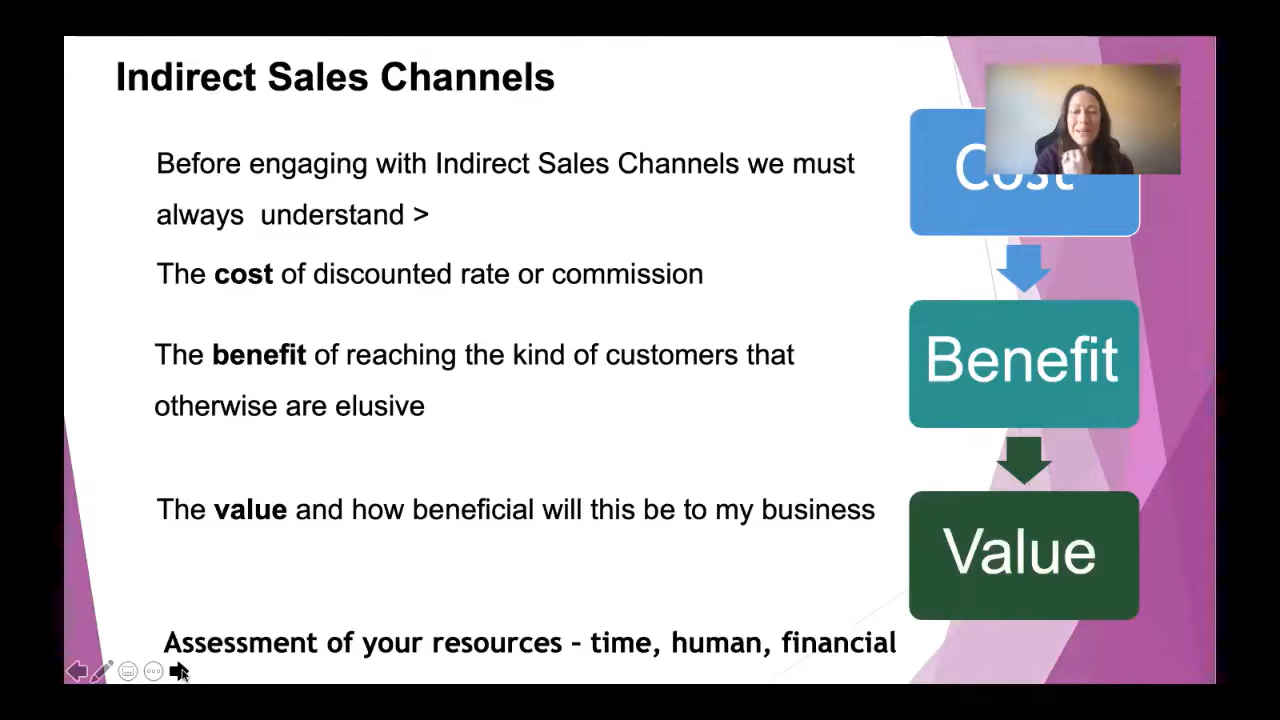 Indirect Sales Channels
Before engaging with Indirect Sales Channels we must
always  understand >
The cost of discounted rate or commission
The benefit of reaching the kind of customers that
otherwise are elusive
The value and how beneficial will this be to my business
Assessment of your resources - time, human, financial
Cost
Benefit
Value